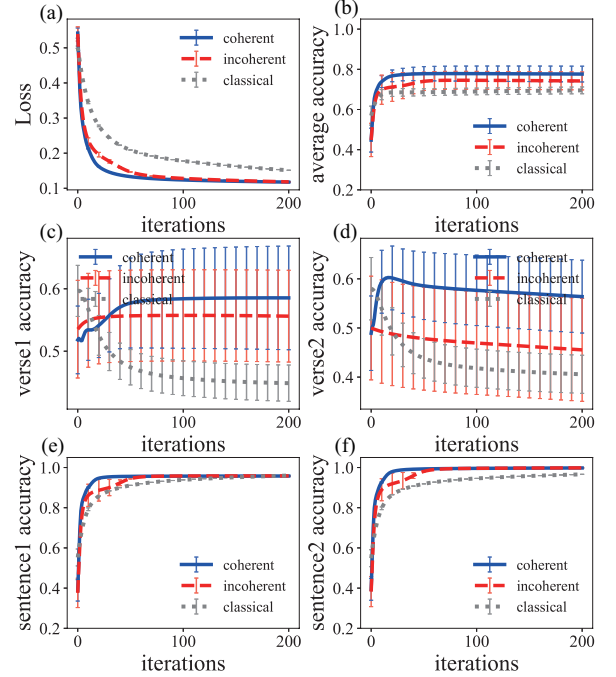 (a)
Loss
0.5
0.4
0.3
0.2
0.1
0
100
200
iterations
coherent
incoherent
classical
(b)
average accuracy
1.0
0.8
0.6
0.4
0.2
0
100
200
iterations
coherent
incoherent
classical
(c)
verse1 accuracy
0.6
0.5
0
100
200
iterations
coherent
incoherent
classical
(d)
verse2 accuracy
0.6
0.5
0.4
0
100
200
iterations
coherent
incoherent
classical
(e)
sentence1 accuracy
1.0
0.8
0.6
0.4
0.2
0
100
200
iterations
coherent
incoherent
classical
(f)
sentence2 accuracy
1.0
0.8
0.6
0.4
0.2
0
100
200
iterations
coherent
incoherent
classical